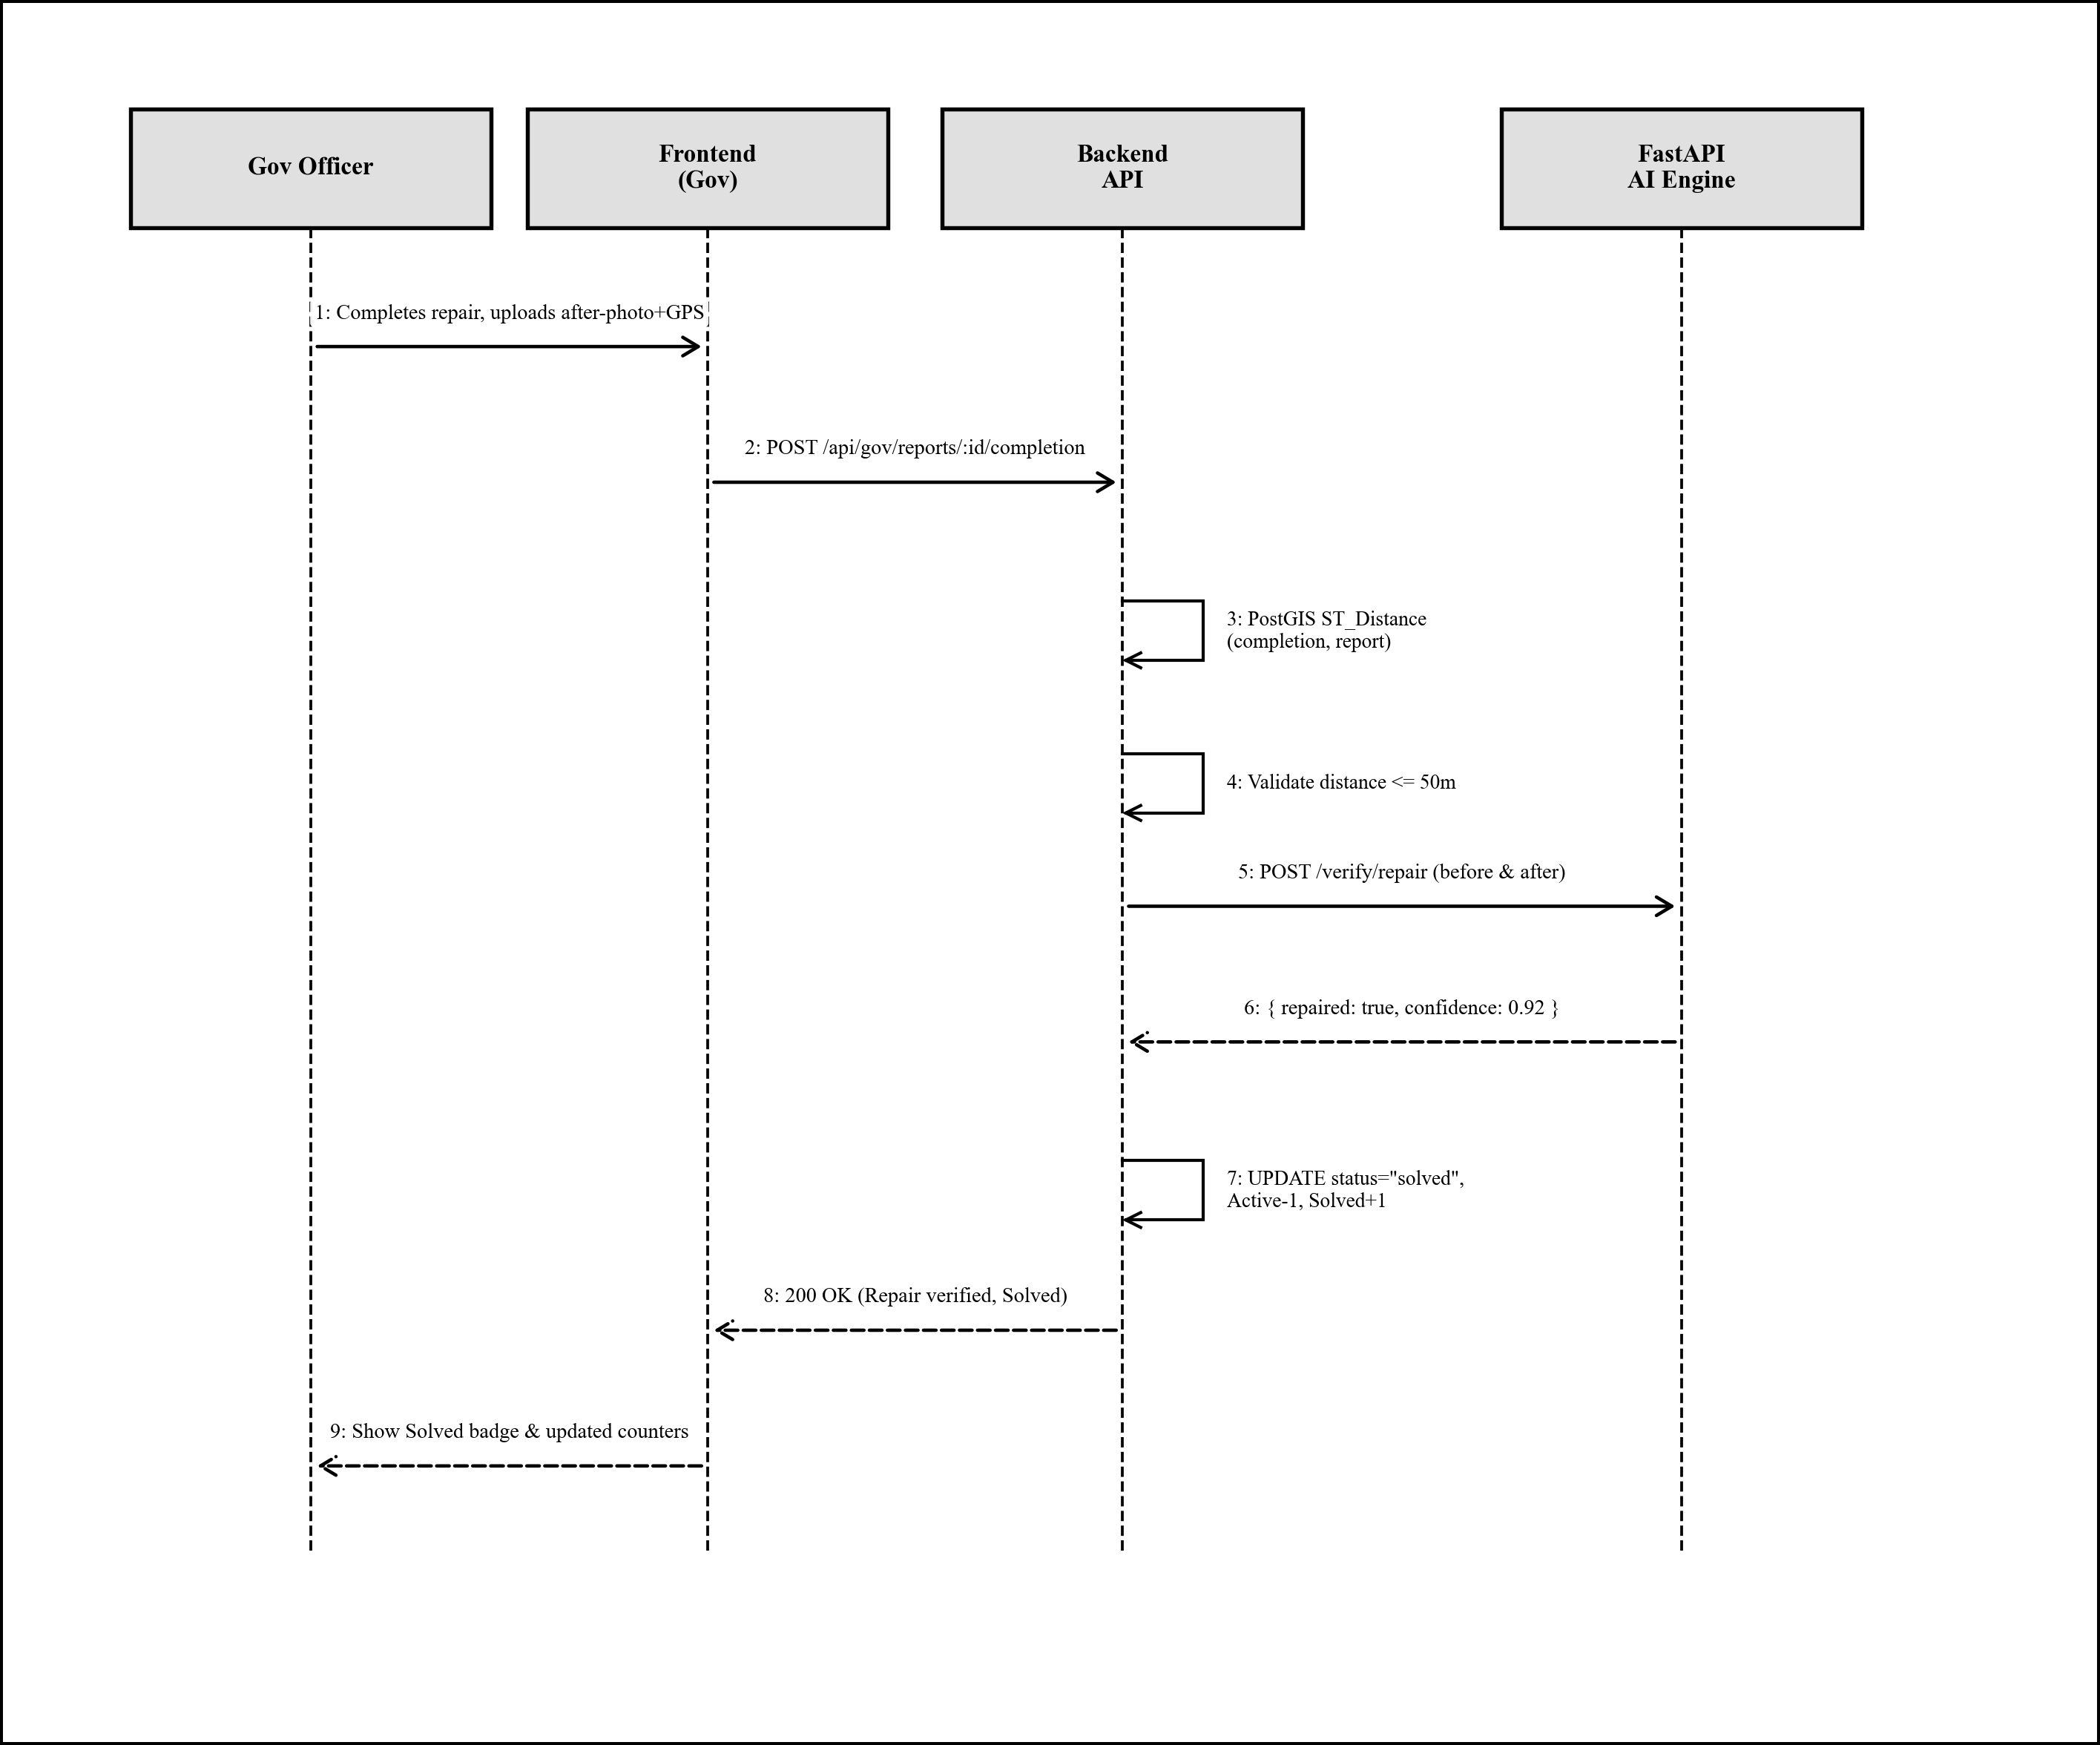 Gov Officer
Frontend
(Gov)
Backend
API
FastAPI
AI Engine
1: Completes repair, uploads after-photo+GPS
2: POST /api/gov/reports/:id/completion
3: PostGIS ST_Distance
(completion, report)
4: Validate distance <= 50m
5: POST /verify/repair (before & after)
6: { repaired: true, confidence: 0.92 }
7: UPDATE status="solved",
Active-1, Solved+1
8: 200 OK (Repair verified, Solved)
9: Show Solved badge & updated counters